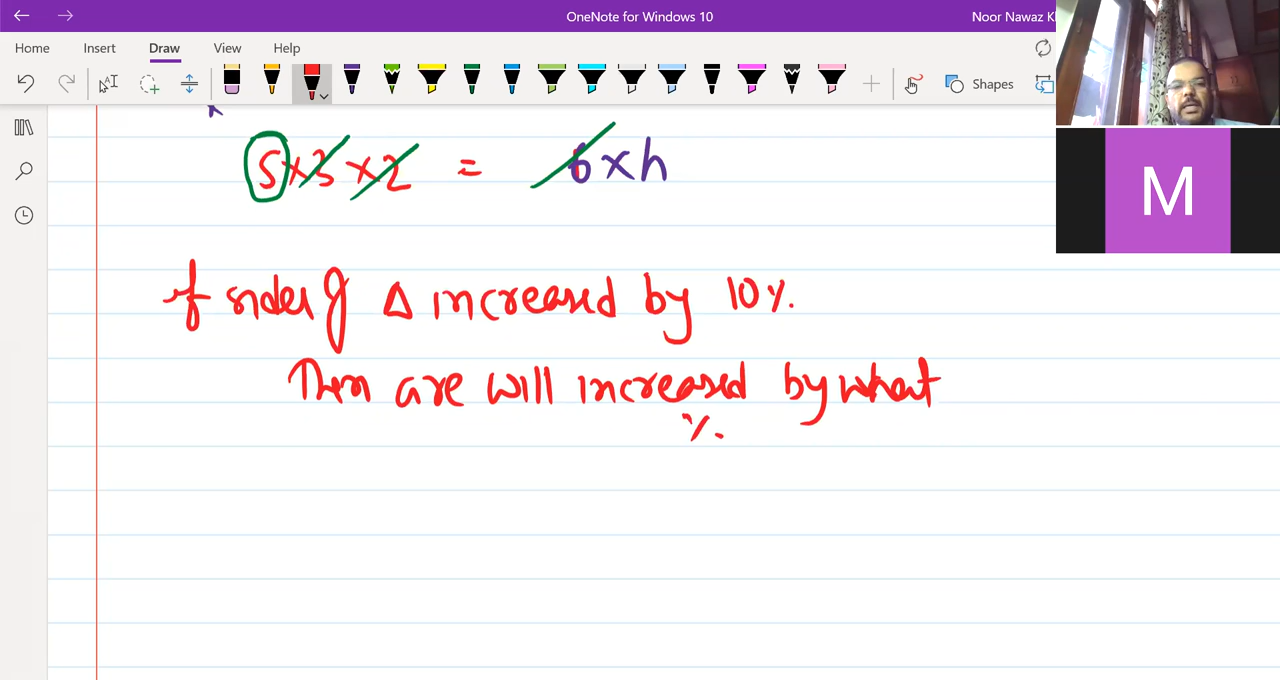 OneNote for Windows 10
Noor Nawaz Kh
Home Insert Draw View Help
Shapes
5 x 3 x 2 = 6 x h
If sides of Δ increased by 10%.
Then are will increased by what
%.
M